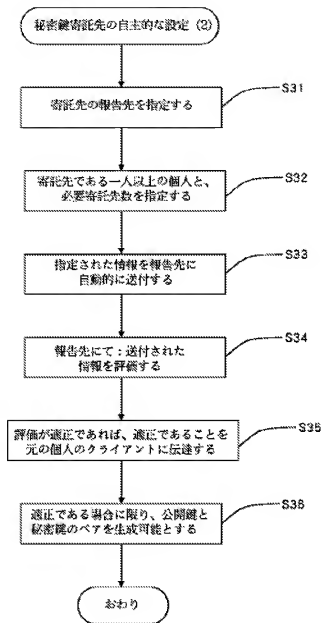 秘密鍵寄託先の自主的な設定 (2)
S31
寄託先の報告先を指定する
S32
寄託先である一人以上の個人と、
必要寄託先数を指定する
S33
指定された情報を報告先に
自動的に送付する
S34
報告先にて：送付された
情報を評価する
S35
評価が適正であれば、適正であることを
元の個人のクライアントに伝達する
S36
適正である場合に限り、公開鍵と
秘密鍵のペアを生成可能とする
おわり